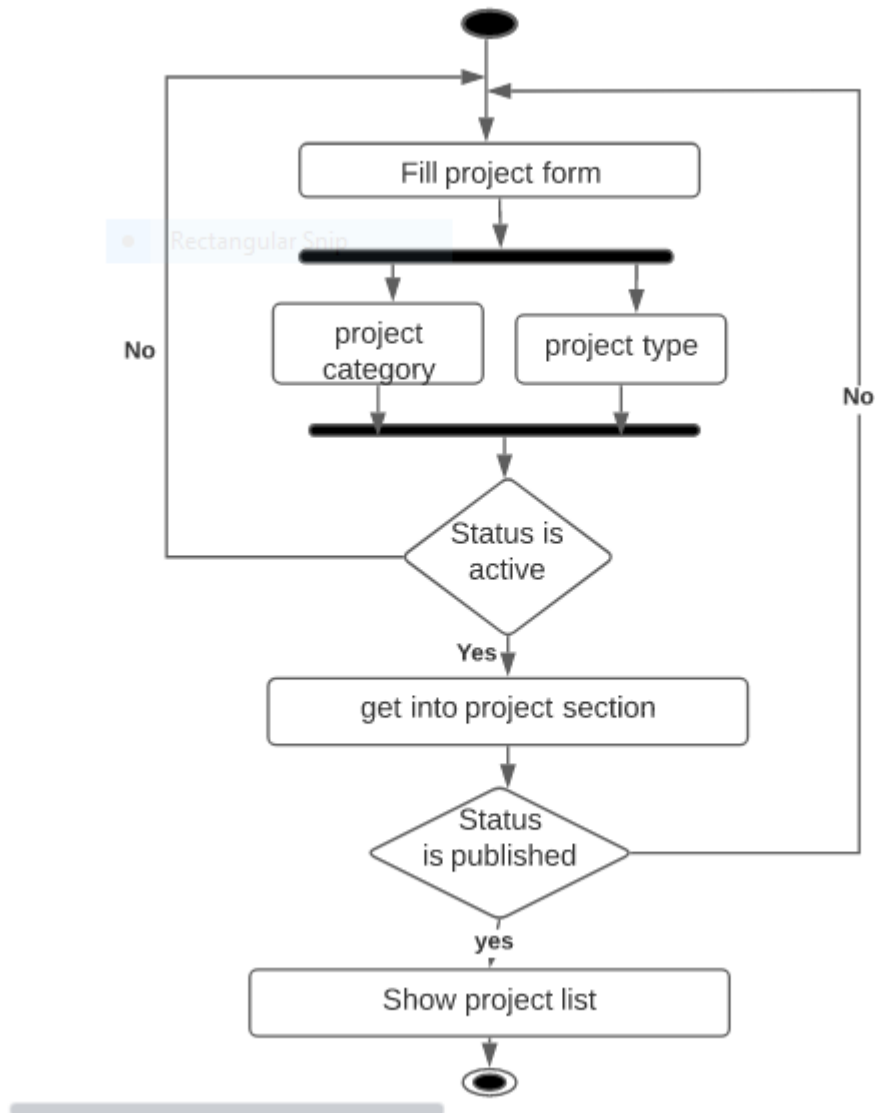 Fill project form
Rectangular Snip
project
category
project type
No
No
Status is
active
Yes
get into project section
Status
is published
yes
Show project list